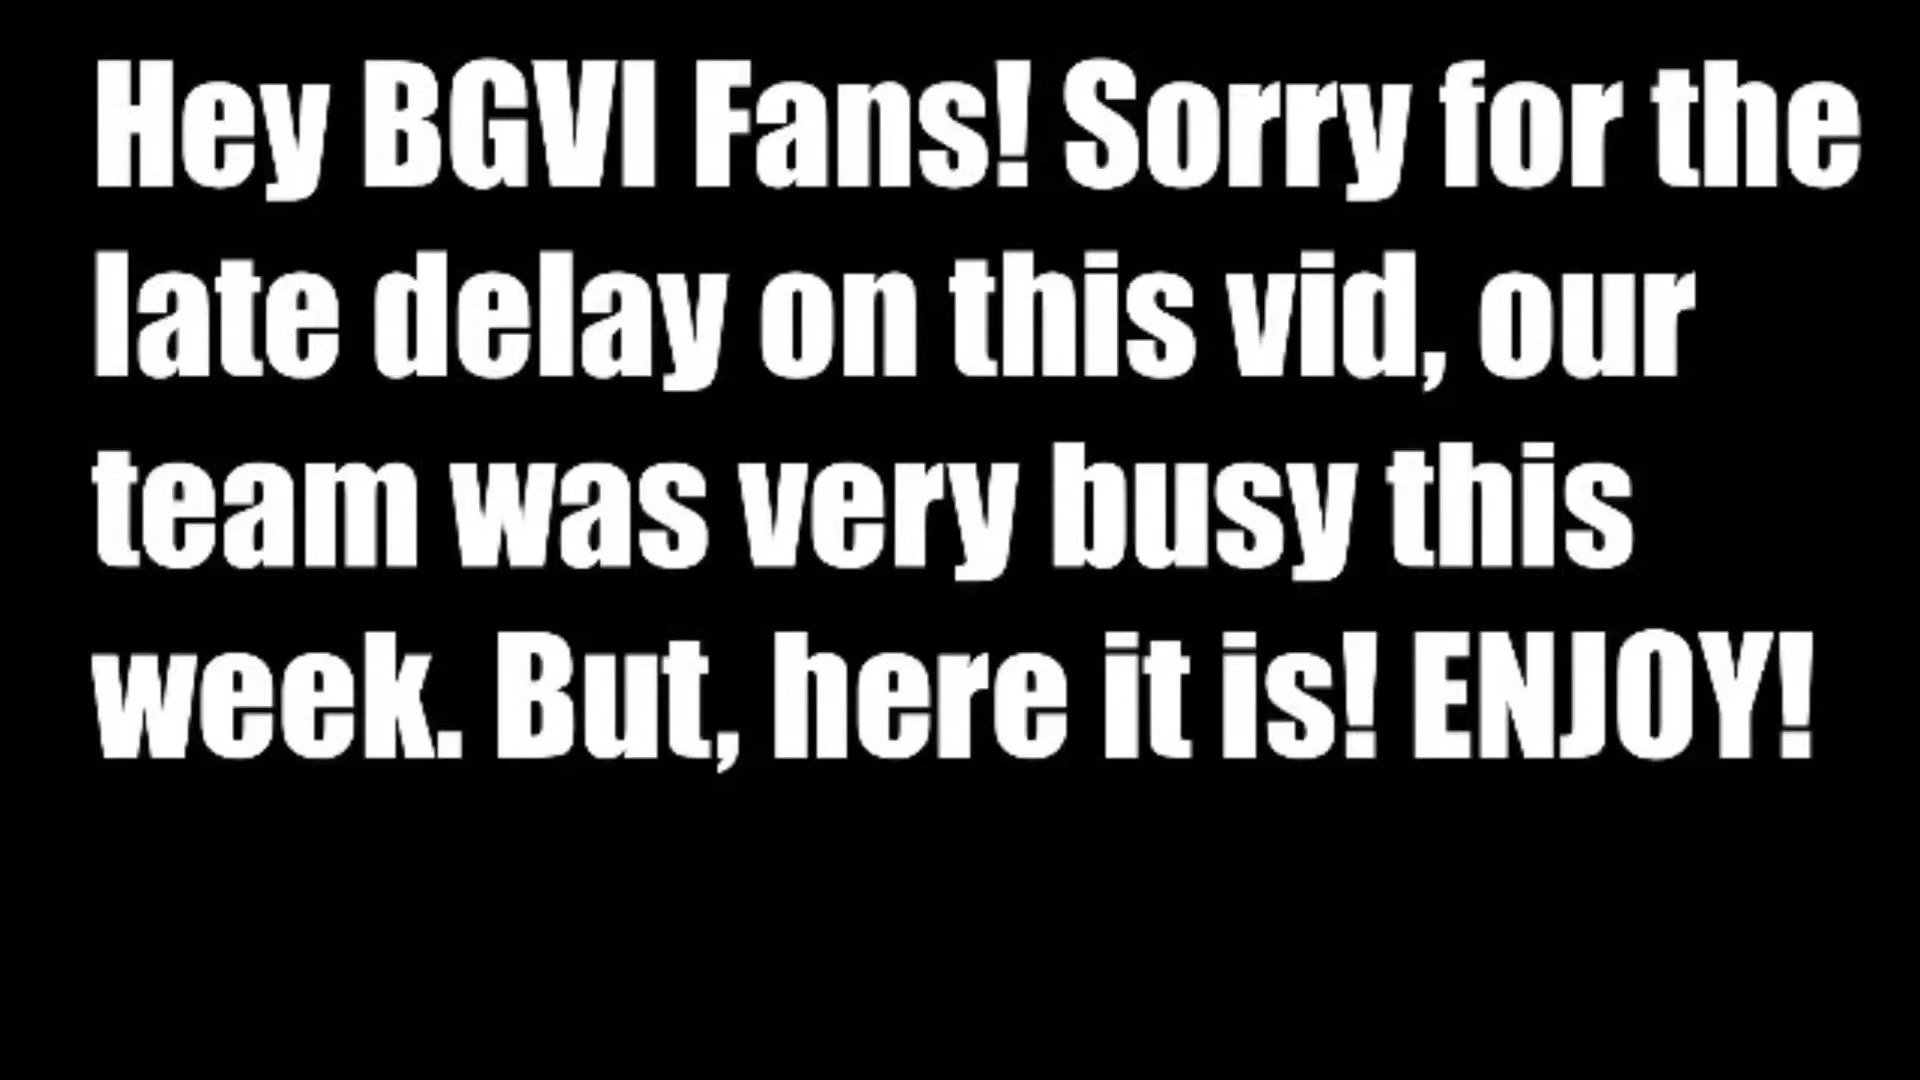 Hey BGVI Fans! Sorry for the
late delay on this vid, our
team was very busy this
week. But, here it is! ENJOY!